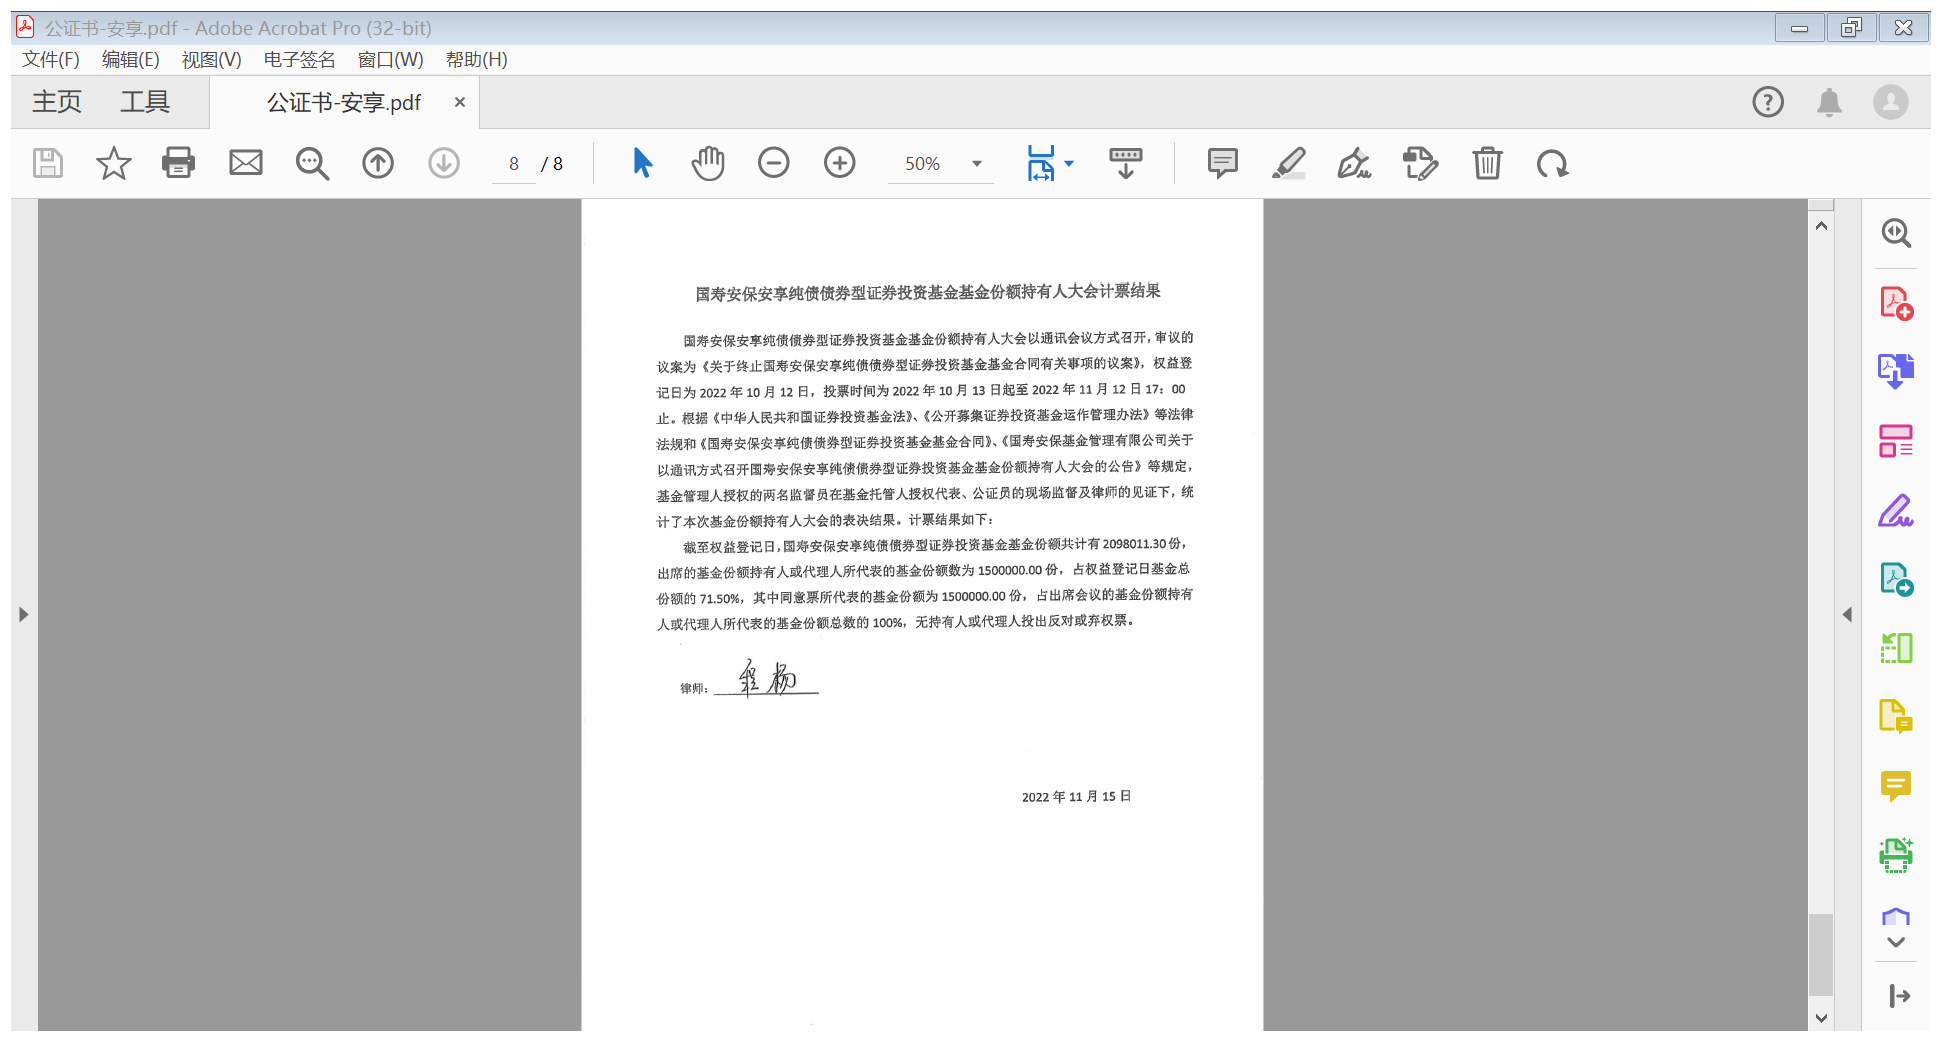 公证书-安享.pdf - Adobe Acrobat Pro (32-bit)
文件(F) 编辑(E) 视图(V) 电子签名 窗口(W) 帮助(H)
主页 工具 公证书-安享.pdf ×
8 / 8 50%
国寿安保安享纯债债券型证券投资基金基金份额持有人大会计票结果
国寿安保安享纯债债券型证券投资基金基金份额持有人大会以通讯会议方式召开，审议的
议案为《关于终止国寿安保安享纯债债券型证券投资基金基金合同有关事项的议案》，权益登
记日为 2022 年 10 月 12 日，投票时间为 2022 年 10 月 13 日起至 2022 年 11 月 12 日 17：00
止。根据《中华人民共和国证券投资基金法》、《公开募集证券投资基金运作管理办法》等法律
法规和《国寿安保安享纯债债券型证券投资基金基金合同》、《国寿安保基金管理有限公司关于
以通讯方式召开国寿安保安享纯债债券型证券投资基金基金份额持有人大会的公告》等规定，
基金管理人授权的两名监督员在基金托管人授权代表、公证员的现场监督及律师的见证下，统
计了本次基金份额持有人大会的表决结果。计票结果如下：
截至权益登记日，国寿安保安享纯债债券型证券投资基金基金份额共计有 2098011.30 份，
出席的基金份额持有人或代理人所代表的基金份额数为 1500000.00 份，占权益登记日基金总
份额的 71.50%，其中同意票所代表的基金份额为 1500000.00 份，占出席会议的基金份额持有
人或代理人所代表的基金份额总数的 100%，无持有人或代理人投出反对或弃权票。
律师：
2022 年 11 月 15 日